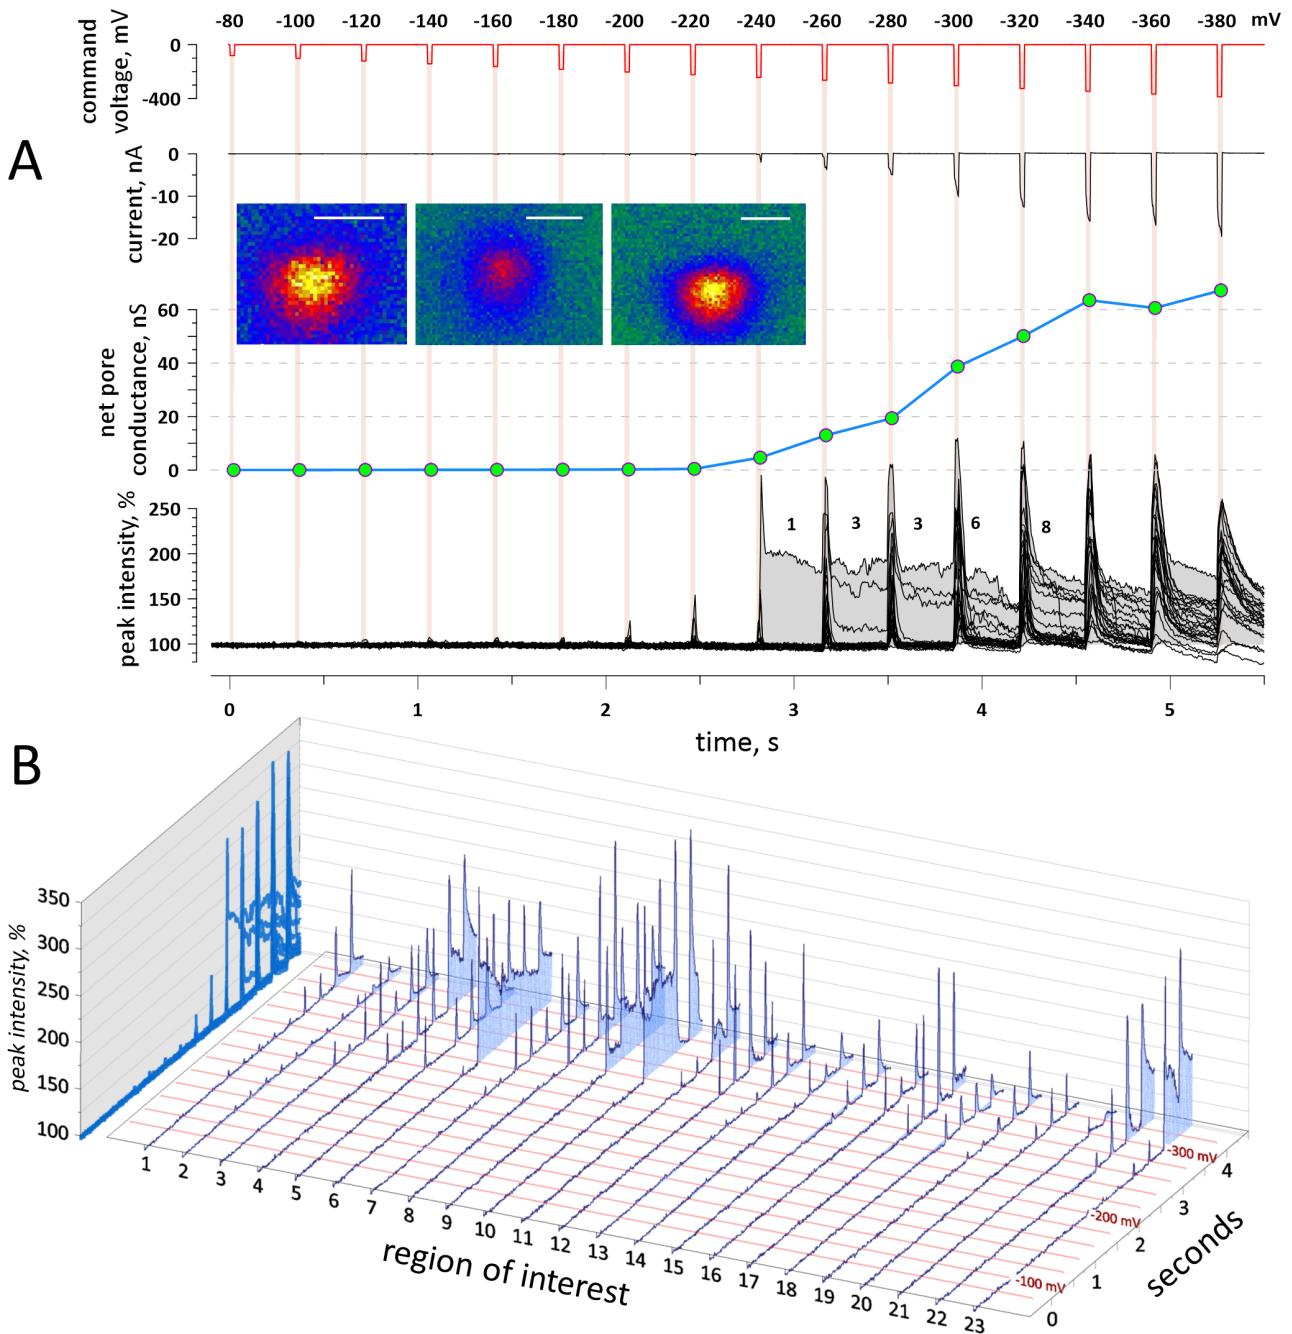 -80 -100 -120 -140 -160 -180 -200 -220 -240 -260 -280 -300 -320 -340 -360 -380 mV
command
voltage, mV
0
-400
A
current, nA
0
-10
-20
net pore
conductance, nS
60
40
20
0
peak intensity, %
250
200
150
100
1 3 3 6 8
0 1 2 3 4 5
time, s
B
peak intensity, %
350
300
250
200
150
100
1 2 3 4 5 6 7 8 9 10 11 12 13 14 15 16 17 18 19 20 21 22 23
region of interest
-300 mV
-200 mV
-100 mV
0 1 2 3 4
seconds